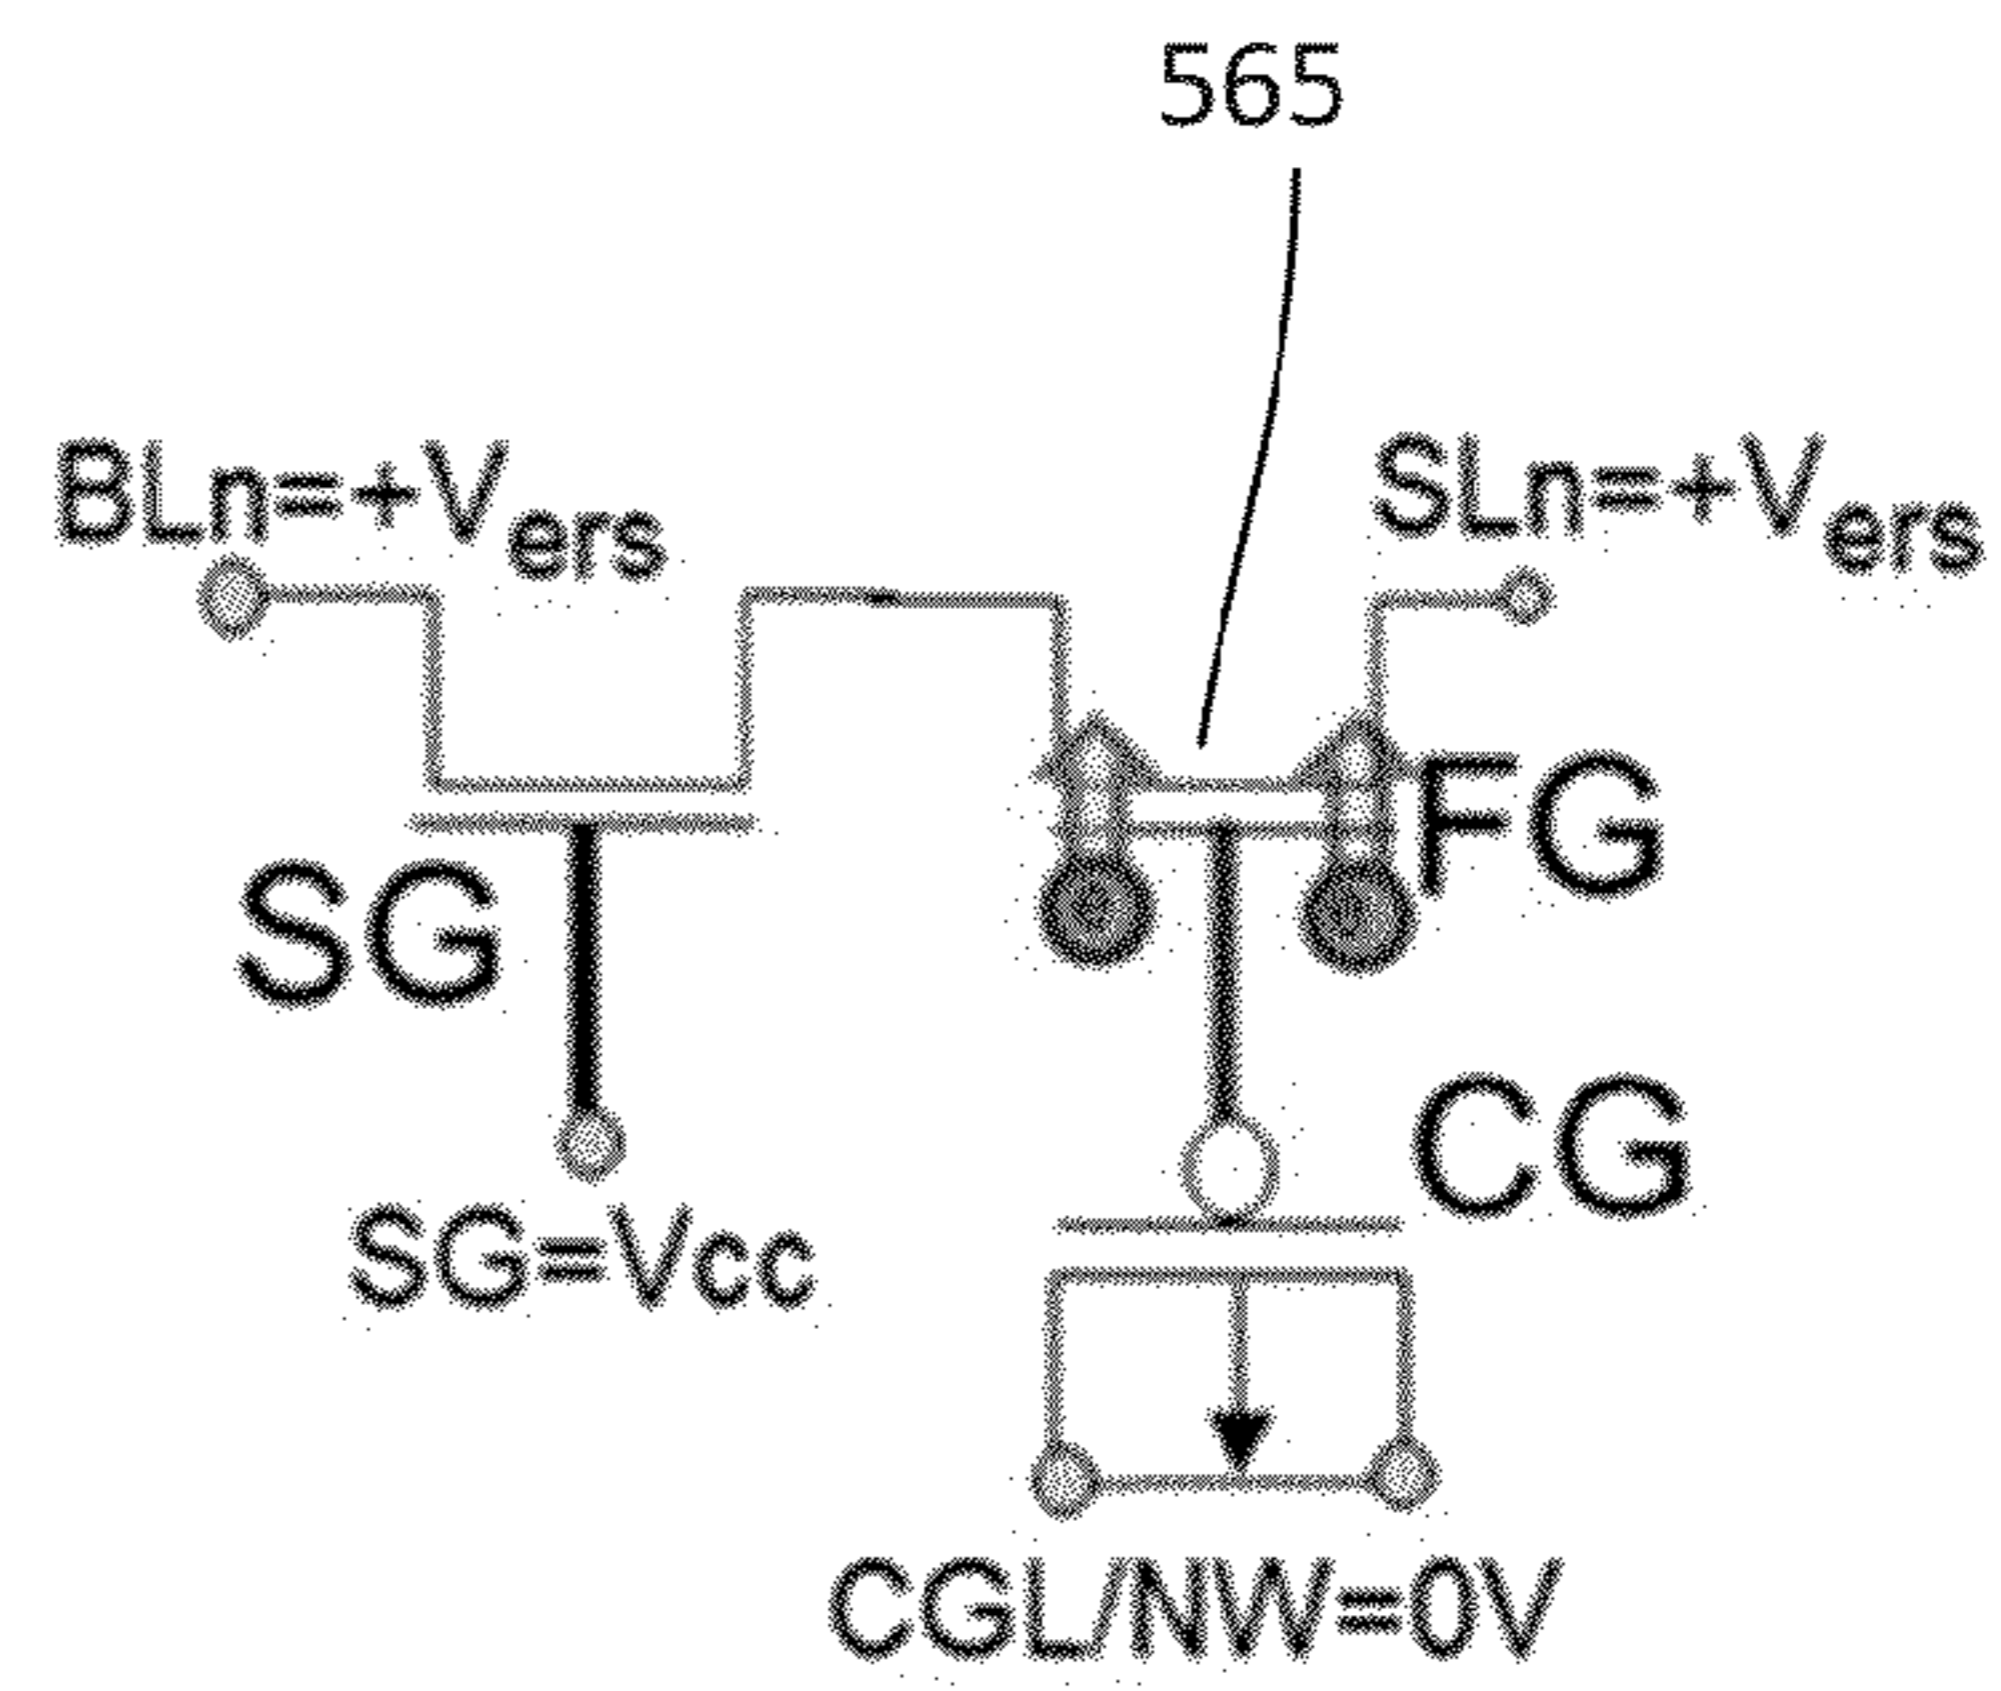 565
BLn=+Vers
SLn=+Vers
FG
SG
CG
SG=Vcc
CGL/NW=0V